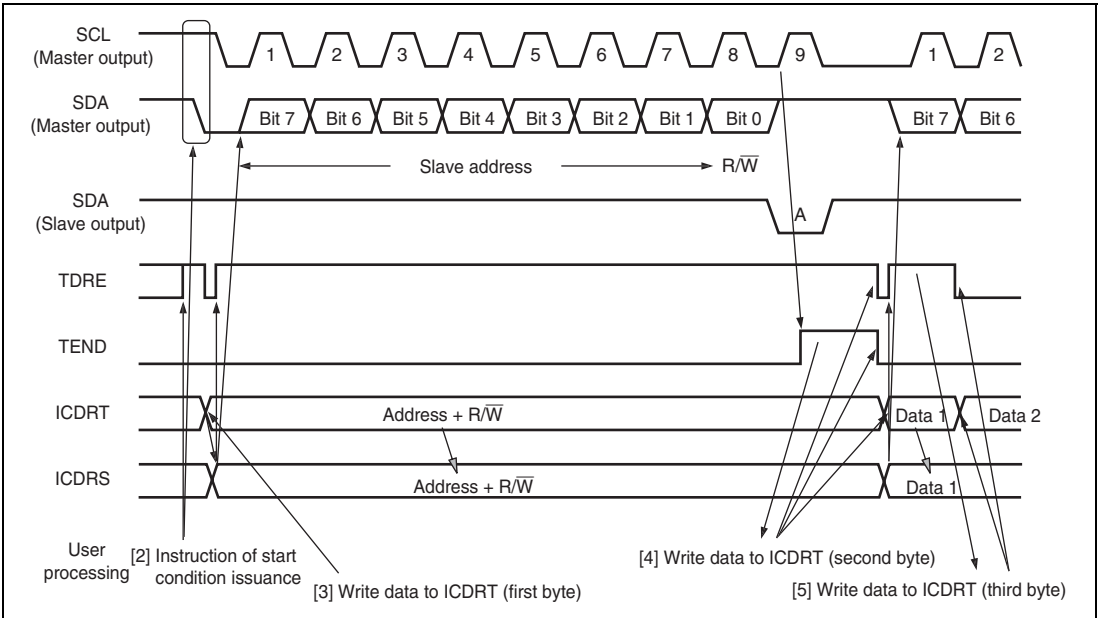 SCL
(Master output)
1 2 3 4 5 6 7 8 9 1 2
SDA
(Master output)
Bit 7 Bit 6 Bit 5 Bit 4 Bit 3 Bit 2 Bit 1 Bit 0 Bit 7 Bit 6
Slave address R/W̅
SDA
(Slave output)
A
TDRE
TEND
ICDRT
Address + R/W̅ Data 1 Data 2
ICDRS
Address + R/W̅ Data 1
User
processing
[2] Instruction of start
condition issuance
[3] Write data to ICDRT (first byte)
[4] Write data to ICDRT (second byte)
[5] Write data to ICDRT (third byte)